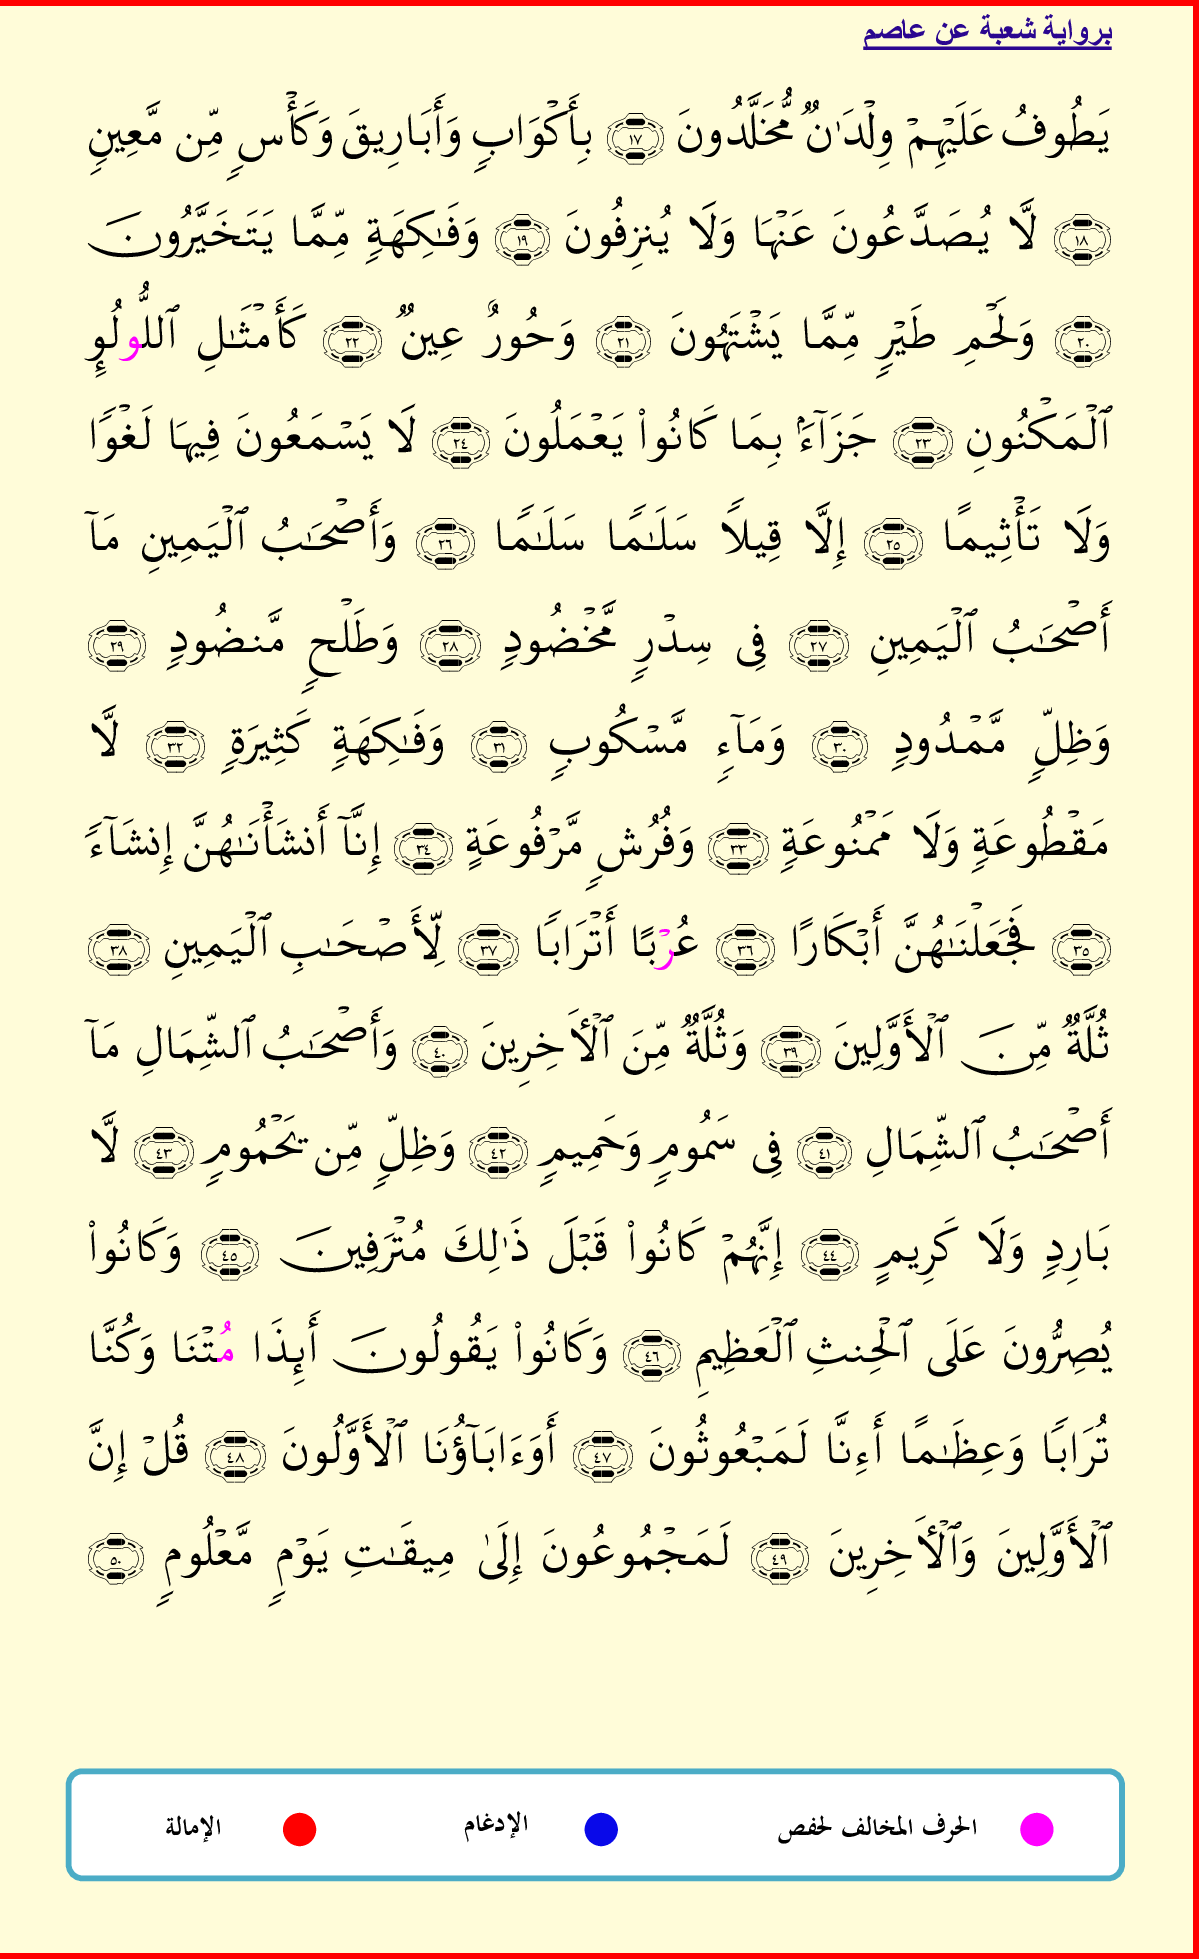 برواية شعبة عن عاصم
يَطُوفُ عَلَيْهِمْ وِلْدَٰنٌ مُّخَلَّدُونَ ١٧ بِأَكْوَابٍ وَأَبَارِيقَ وَكَأْسٍ مِّن مَّعِينٍ
١٨ لَّا يُصَدَّعُونَ عَنْهَا وَلَا يُنزِفُونَ ١٩ وَفَٰكِهَةٍ مِّمَّا يَتَخَيَّرُونَ
٢٠ وَلَحْمِ طَيْرٍ مِّمَّا يَشْتَهُونَ ٢١ وَحُورٌ عِينٌ ٢٢ كَأَمْثَٰلِ ٱللُّولُوِٕ
ٱلْمَكْنُونِ ٢٣ جَزَآءَۢ بِمَا كَانُوا۟ يَعْمَلُونَ ٢٤ لَا يَسْمَعُونَ فِيهَا لَغْوًا
وَلَا تَأْثِيمًا ٢٥ إِلَّا قِيلًا سَلَٰمًا سَلَٰمًا ٢٦ وَأَصْحَٰبُ ٱلْيَمِينِ مَآ
أَصْحَٰبُ ٱلْيَمِينِ ٢٧ فِى سِدْرٍ مَّخْضُودٍ ٢٨ وَطَلْحٍ مَّنضُودٍ ٢٩
وَظِلٍّ مَّمْدُودٍ ٣٠ وَمَآءٍ مَّسْكُوبٍ ٣١ وَفَٰكِهَةٍ كَثِيرَةٍ ٣٢ لَّا
مَقْطُوعَةٍ وَلَا مَمْنُوعَةٍ ٣٣ وَفُرُشٍ مَّرْفُوعَةٍ ٣٤ إِنَّآ أَنشَأْنَٰهُنَّ إِنشَآءً
٣٥ فَجَعَلْنَٰهُنَّ أَبْكَارًا ٣٦ عُرْبًا أَتْرَابًا ٣٧ لِّأَصْحَٰبِ ٱلْيَمِينِ ٣٨
ثُلَّةٌ مِّنَ ٱلْأَوَّلِينَ ٣٩ وَثُلَّةٌ مِّنَ ٱلْأَخِرِينَ ٤٠ وَأَصْحَٰبُ ٱلشِّمَالِ مَآ
أَصْحَٰبُ ٱلشِّمَالِ ٤١ فِى سَمُومٍ وَحَمِيمٍ ٤٢ وَظِلٍّ مِّن يَحْمُومٍ ٤٣ لَّا
بَارِدٍ وَلَا كَرِيمٍ ٤٤ إِنَّهُمْ كَانُوا۟ قَبْلَ ذَٰلِكَ مُتْرَفِينَ ٤٥ وَكَانُوا۟
يُصِرُّونَ عَلَى ٱلْحِنثِ ٱلْعَظِيمِ ٤٦ وَكَانُوا۟ يَقُولُونَ أَئِذَا مُتْنَا وَكُنَّا
تُرَابًا وَعِظَٰمًا أَءِنَّا لَمَبْعُوثُونَ ٤٧ أَوَءَابَآؤُنَا ٱلْأَوَّلُونَ ٤٨ قُلْ إِنَّ
ٱلْأَوَّلِينَ وَٱلْأَخِرِينَ ٤٩ لَمَجْمُوعُونَ إِلَىٰ مِيقَٰتِ يَوْمٍ مَّعْلُومٍ ٥٠
الحرف المخالف لحفص الإدغام الإمالة